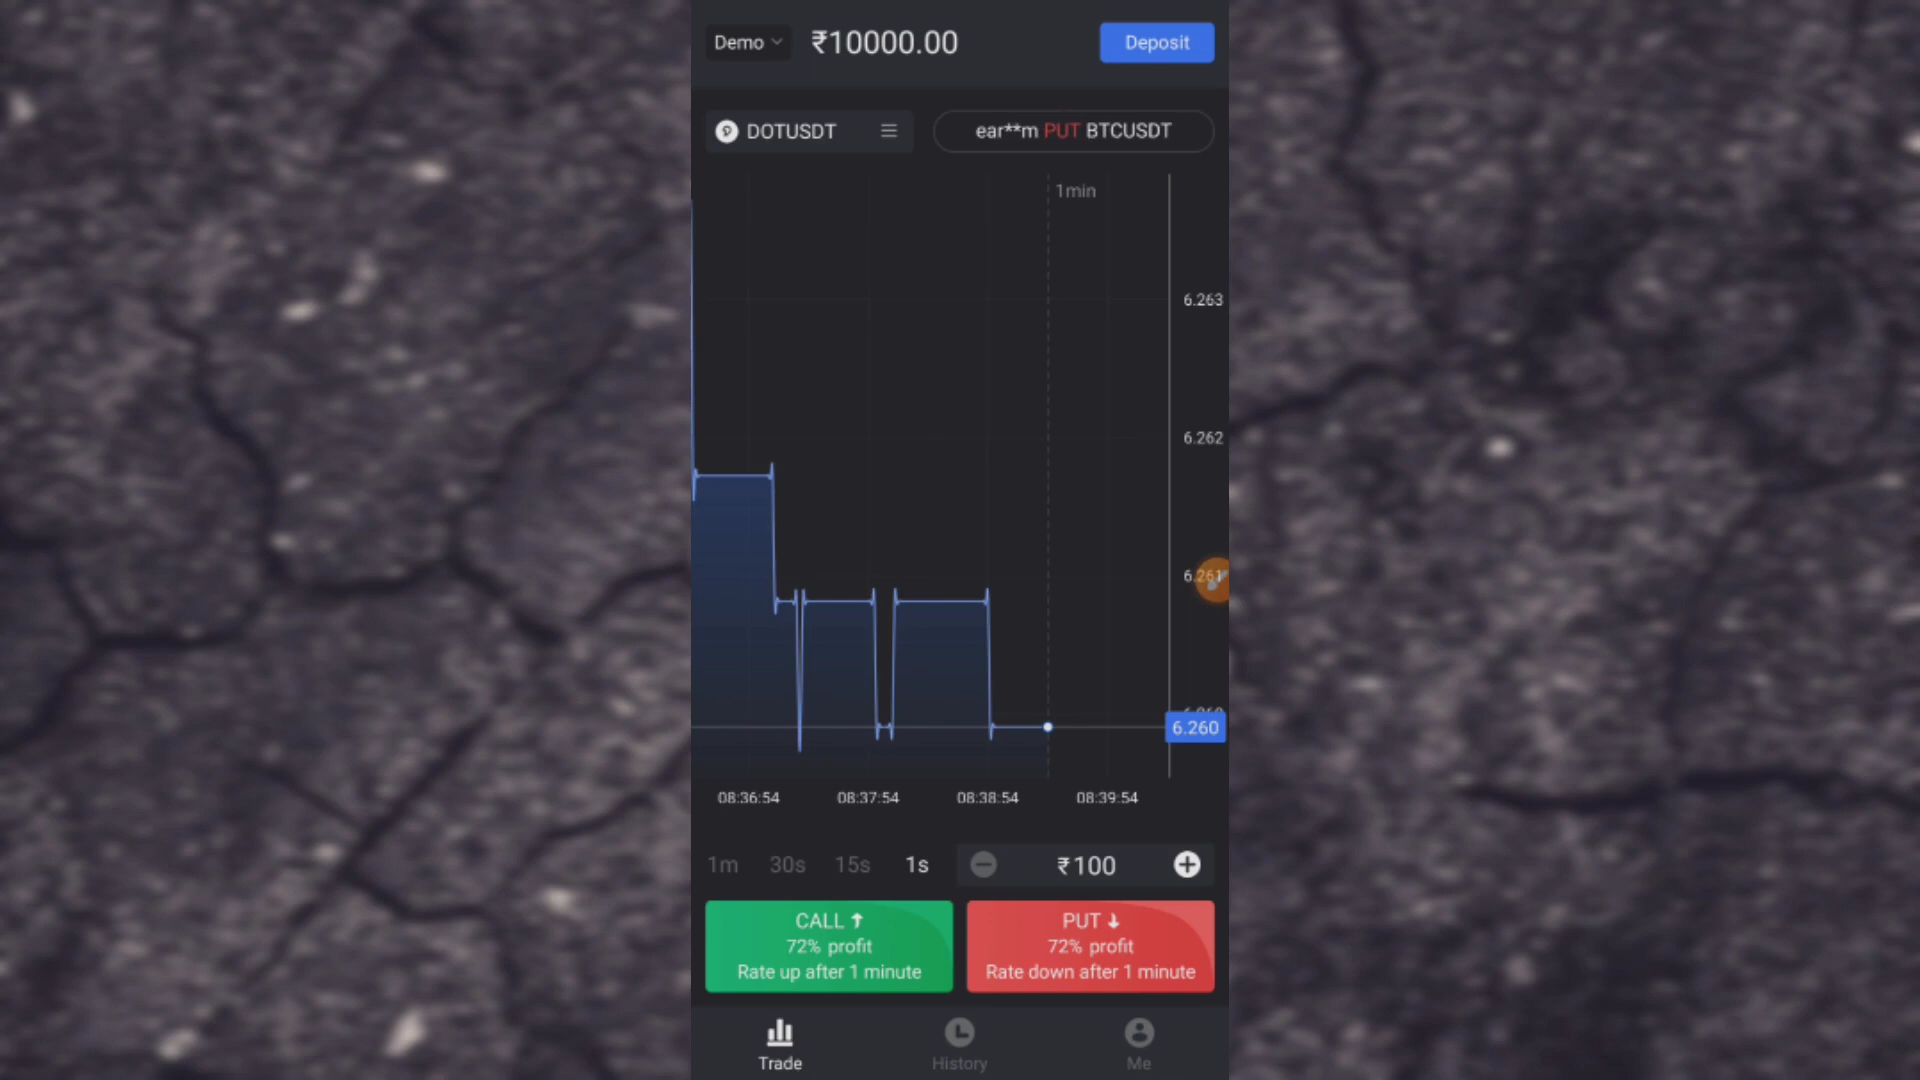 Demo ₹10000.00 Deposit
DOTUSDT ear**m PUT BTCUSDT
1min
6.263
6.262
6.261
6.260
08:36:54 08:37:54 08:38:54 08:39:54
1m 30s 15s 1s ₹100
CALL PUT
72% profit 72% profit
Rate up after 1 minute Rate down after 1 minute
Trade History Me